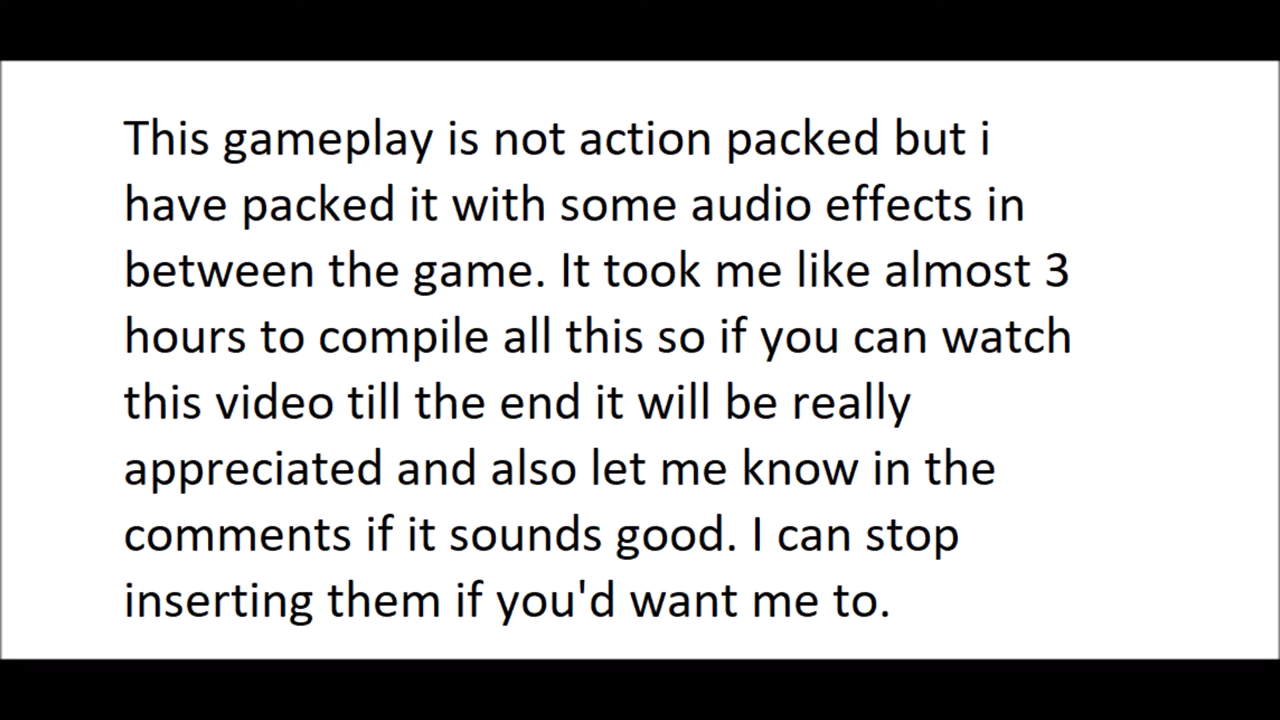 This gameplay is not action packed but i
have packed it with some audio effects in
between the game. It took me like almost 3
hours to compile all this so if you can watch
this video till the end it will be really
appreciated and also let me know in the
comments if it sounds good. I can stop
inserting them if you'd want me to.